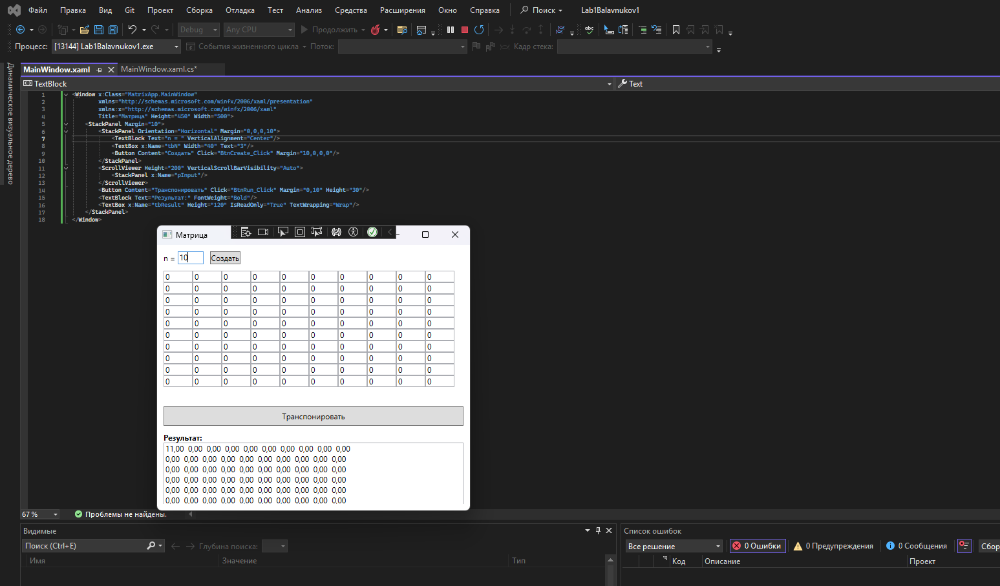 Файл Правка Вид Git Проект Сборка Отладка Тест Анализ Средства Расширения Окно Справка Поиск Lab1Balavnukov1
Debug Any CPU Продолжить abc
Процесс: [13144] Lab1Balavnukov1.exe События жизненного цикла Поток: Кадр стека:
Динамическое визуальное дерево
MainWindow.xaml MainWindow.xaml.cs*
TextBlock Text
1 <Window x:Class="MatrixApp.MainWindow"
2 xmlns="http://schemas.microsoft.com/winfx/2006/xaml/presentation"
3 xmlns:x="http://schemas.microsoft.com/winfx/2006/xaml"
4 Title="Матрица" Height="450" Width="500">
5 <StackPanel Margin="10">
6 <StackPanel Orientation="Horizontal" Margin="0,0,0,10">
7 <TextBlock Text="n = " VerticalAlignment="Center"/>
8 <TextBox x:Name="tbN" Width="40" Text="3"/>
9 <Button Content="Создать" Click="BtnCreate_Click" Margin="10,0,0,0"/>
10 </StackPanel>
11 <ScrollViewer Height="200" VerticalScrollBarVisibility="Auto">
12 <StackPanel x:Name="pInput"/>
13 </ScrollViewer>
14 <Button Content="Транспонировать" Click="BtnRun_Click" Margin="0,10" Height="30"/>
15 <TextBlock Text="Результат:" FontWeight="Bold"/>
16 <TextBox x:Name="tbResult" Height="120" IsReadOnly="True" TextWrapping="Wrap"/>
17 </StackPanel>
18 </Window>
Матрица
n = 10 Создать
0 0 0 0 0 0 0 0 0 0
0 0 0 0 0 0 0 0 0 0
0 0 0 0 0 0 0 0 0 0
0 0 0 0 0 0 0 0 0 0
0 0 0 0 0 0 0 0 0 0
0 0 0 0 0 0 0 0 0 0
0 0 0 0 0 0 0 0 0 0
0 0 0 0 0 0 0 0 0 0
0 0 0 0 0 0 0 0 0 0
0 0 0 0 0 0 0 0 0 0
Транспонировать
Результат:
11,00 0,00 0,00 0,00 0,00 0,00 0,00 0,00 0,00 0,00
0,00 0,00 0,00 0,00 0,00 0,00 0,00 0,00 0,00 0,00
0,00 0,00 0,00 0,00 0,00 0,00 0,00 0,00 0,00 0,00
0,00 0,00 0,00 0,00 0,00 0,00 0,00 0,00 0,00 0,00
0,00 0,00 0,00 0,00 0,00 0,00 0,00 0,00 0,00 0,00
0,00 0,00 0,00 0,00 0,00 0,00 0,00 0,00 0,00 0,00
67 % Проблемы не найдены.
Видимые
Поиск (Ctrl+E) Глубина поиска:
Имя Значение Тип
Список ошибок
Все решение 0 Ошибки 0 Предупреждения 0 Сообщения Сбор
Код Описание Проект